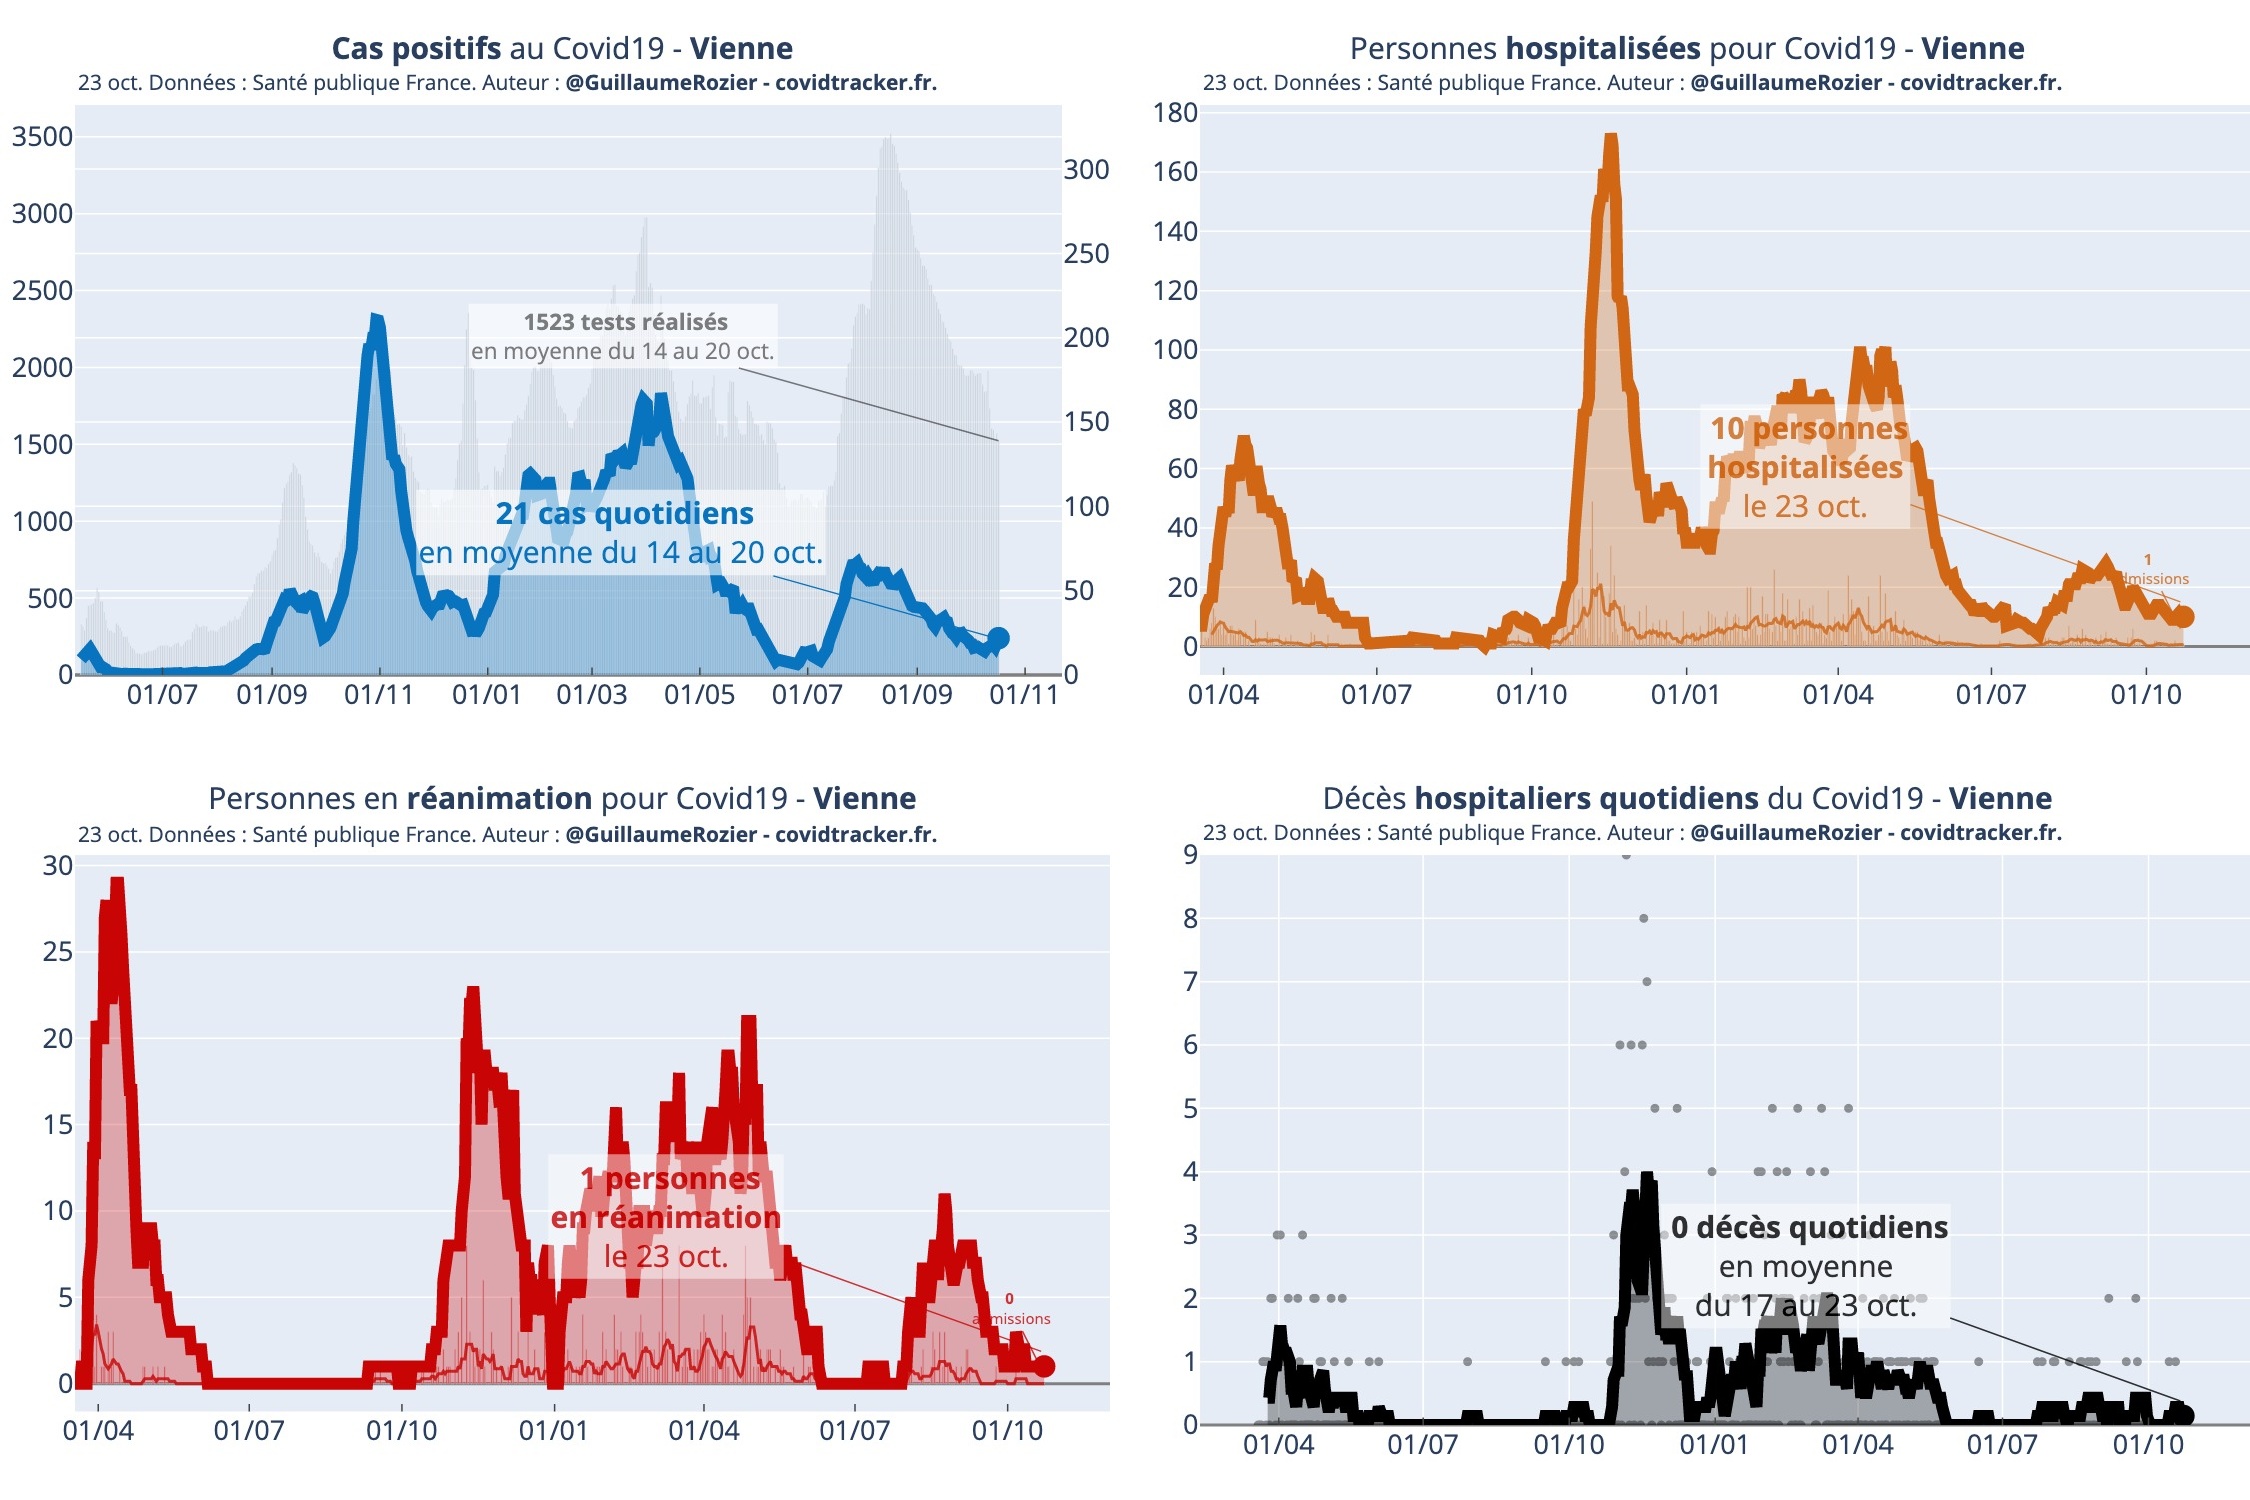 Cas positifs au Covid19 - Vienne
23 oct. Données : Santé publique France. Auteur : @GuillaumeRozier - covidtracker.fr.
3500
3000
2500
2000
1500
1000
500
0
300
250
200
150
100
50
0
1523 tests réalisés
en moyenne du 14 au 20 oct.
21 cas quotidiens
en moyenne du 14 au 20 oct.
01/07 01/09 01/11 01/01 01/03 01/05 01/07 01/09 01/11
Personnes hospitalisées pour Covid19 - Vienne
23 oct. Données : Santé publique France. Auteur : @GuillaumeRozier - covidtracker.fr.
180
160
140
120
100
80
60
40
20
0
10 personnes
hospitalisées
le 23 oct.
1
admissions
01/04 01/07 01/10 01/01 01/04 01/07 01/10
Personnes en réanimation pour Covid19 - Vienne
23 oct. Données : Santé publique France. Auteur : @GuillaumeRozier - covidtracker.fr.
30
25
20
15
10
5
0
1 personnes
en réanimation
le 23 oct.
0
admissions
01/04 01/07 01/10 01/01 01/04 01/07 01/10
Décès hospitaliers quotidiens du Covid19 - Vienne
23 oct. Données : Santé publique France. Auteur : @GuillaumeRozier - covidtracker.fr.
9
8
7
6
5
4
3
2
1
0
0 décès quotidiens
en moyenne
du 17 au 23 oct.
01/04 01/07 01/10 01/01 01/04 01/07 01/10